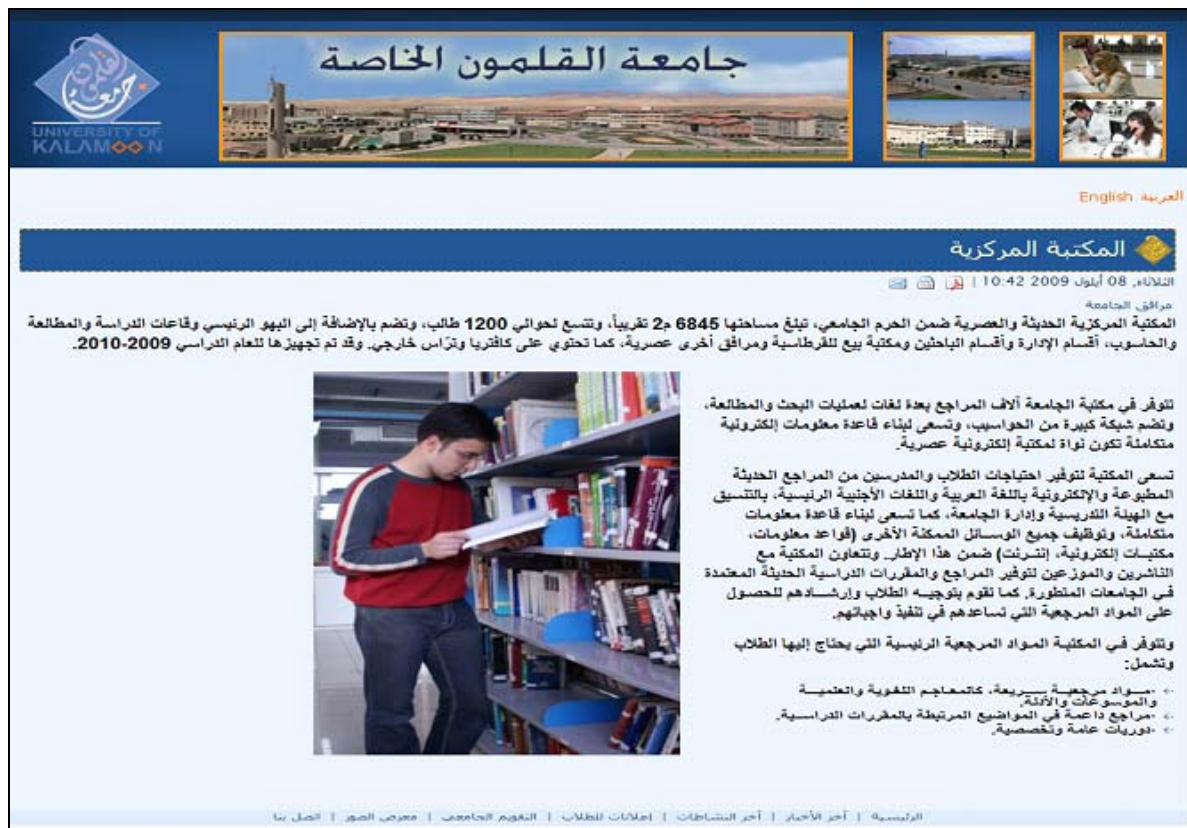 جامعة القلمون الخاصة
جامعة القلمون
UNIVERSITY OF
KALAMOON
العربية English
المكتبة المركزية
الثلاثاء, 08 أيلول 2009 10:42 |
مرافق الجامعة
المكتبة المركزية الحديثة والعصرية ضمن الحرم الجامعي، تبلغ مساحتها 6845 م2 تقريباً، وتتسع لحوالي 1200 طالب، وتضم بالإضافة إلى البهو الرئيسي وقاعات الدراسة والمطالعة
والحاسوب، أقسام الإدارة وأقسام الباحثين ومكتبة بيع للقرطاسية ومرافق أخرى عصرية، كما تحتوي على كافتريا وترّاس خارجي. وقد تم تجهيزها للعام الدراسي 2009-2010.
تتوفر في مكتبة الجامعة آلاف المراجع بعدة لغات لعمليات البحث والمطالعة،
وتضم شبكة كبيرة من الحواسيب، وتسعى لبناء قاعدة معلومات إلكترونية
متكاملة تكون نواة لمكتبة إلكترونية عصرية.
تسعى المكتبة لتوفير احتياجات الطلاب والمدرسين من المراجع الحديثة
المطبوعة والإلكترونية باللغة العربية واللغات الأجنبية الرئيسية، بالتنسيق
مع الهيئة التدريسية وإدارة الجامعة، كما تسعى لبناء قاعدة معلومات
متكاملة، وتوظيف جميع الوسائل الممكنة الأخرى (قواعد معلومات،
مكتبات إلكترونية، إنترنت) ضمن هذا الإطار. وتتعاون المكتبة مع
الناشرين والموزعين لتوفير المراجع والمقررات الدراسية الحديثة المعتمدة
في الجامعات المتطورة. كما تقوم بتوجيه الطلاب وإرشادهم للحصول
على المواد المرجعية التي تساعدهم في تنفيذ واجباتهم.
وتتوفر في المكتبة المواد المرجعية الرئيسية التي يحتاج إليها الطلاب
وتشمل:
-مواد مرجعية سريعة، كالمعاجم اللغوية والعلمية
والموسوعات والأدلة.
-مراجع داعمة في المواضيع المرتبطة بالمقررات الدراسية.
-دوريات عامة وتخصصية.
الرئيسية | آخر الأخبار | آخر النشاطات | إعلانات للطلاب | التقويم الجامعي | معرض الصور | اتصل بنا